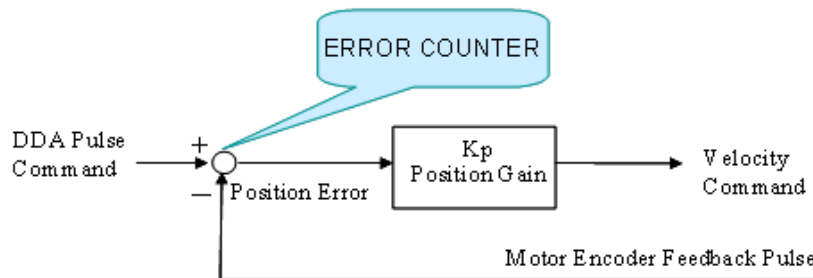 ERROR COUNTER
DDA Pulse
Command
+
−
Position Error
Kp
Position Gain
Velocity
Command
Motor Encoder Feedback Pulse